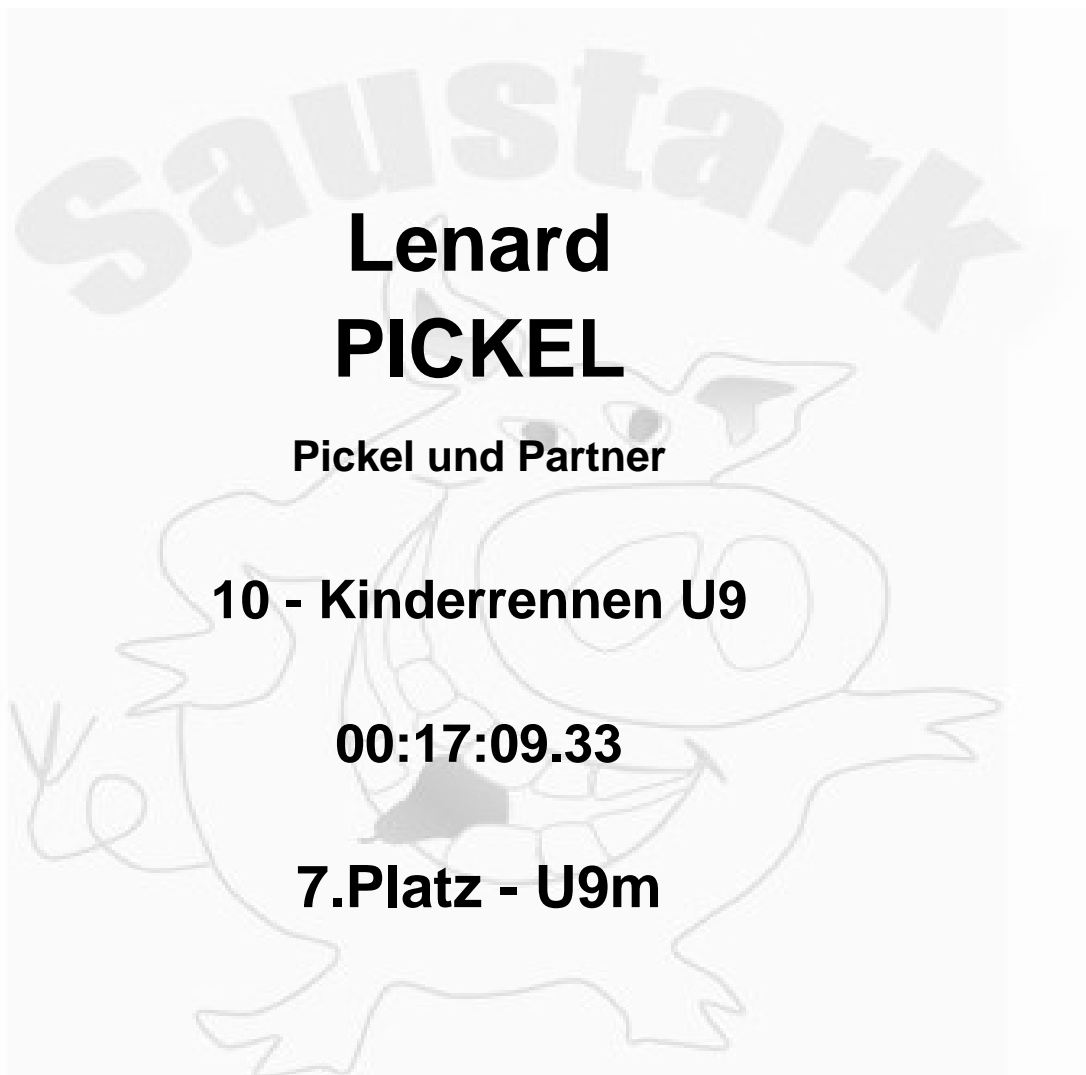 Saustark
Lenard
PICKEL
Pickel und Partner
10 - Kinderrennen U9
00:17:09.33
7.Platz - U9m